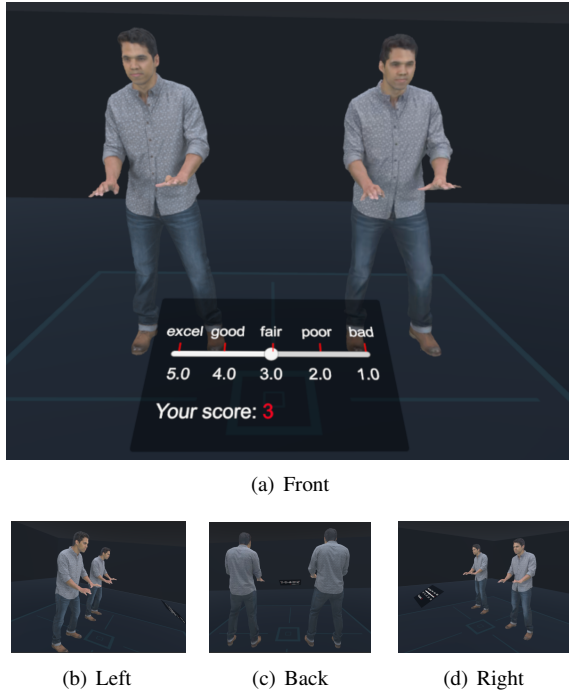 excel good fair poor bad
5.0 4.0 3.0 2.0 1.0
Your score: 3
(a) Front
(b) Left (c) Back (d) Right